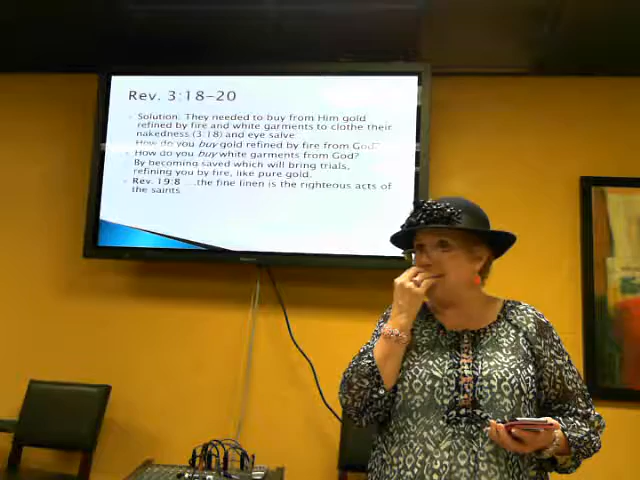 Rev. 3:18-20
Solution: They needed to buy from Him gold
refined by fire and white garments to clothe their
nakedness (3:18) and eye salve
How do you buy gold refined by fire from God?
How do you buy white garments from God?
By becoming saved which will bring trials,
refining you by fire, like pure gold.
Rev. 19:8 ...the fine linen is the righteous acts of
the saints